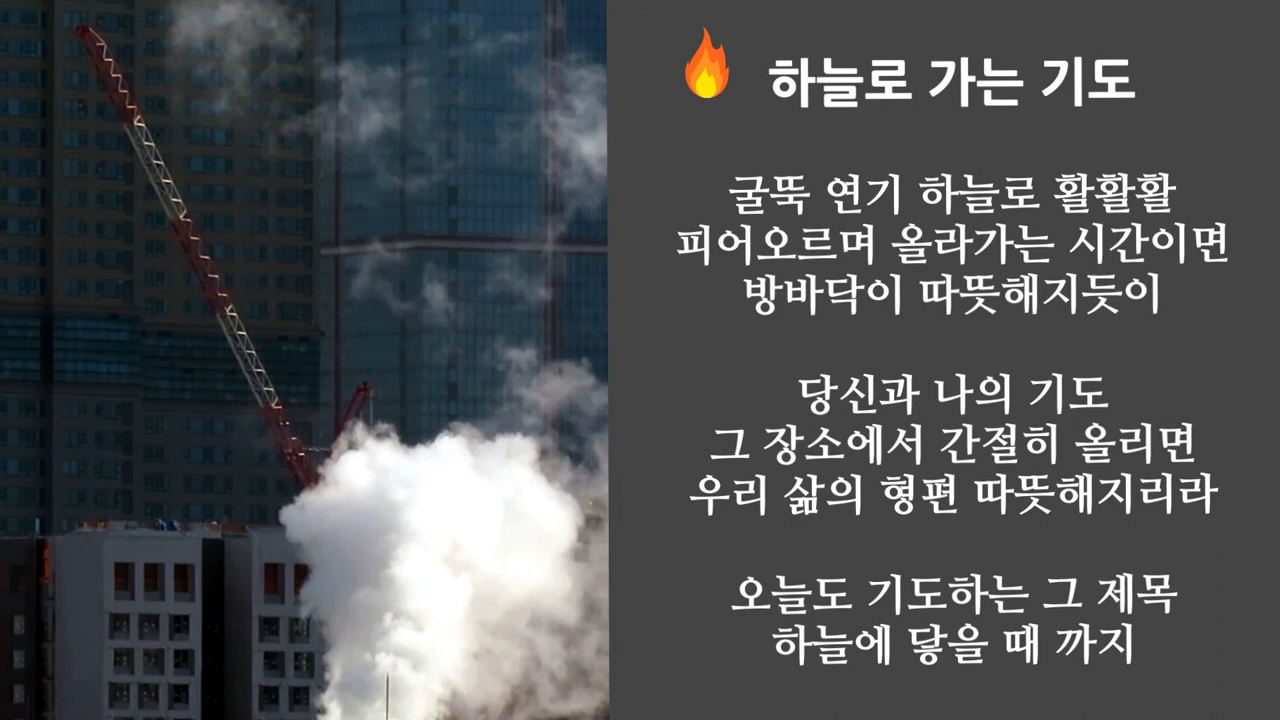 하늘로 가는 기도
굴뚝 연기 하늘로 활활활
피어오르며 올라가는 시간이면
방바닥이 따뜻해지듯이
당신과 나의 기도
그 장소에서 간절히 올리면
우리 삶의 형편 따뜻해지리라
오늘도 기도하는 그 제목
하늘에 닿을 때 까지